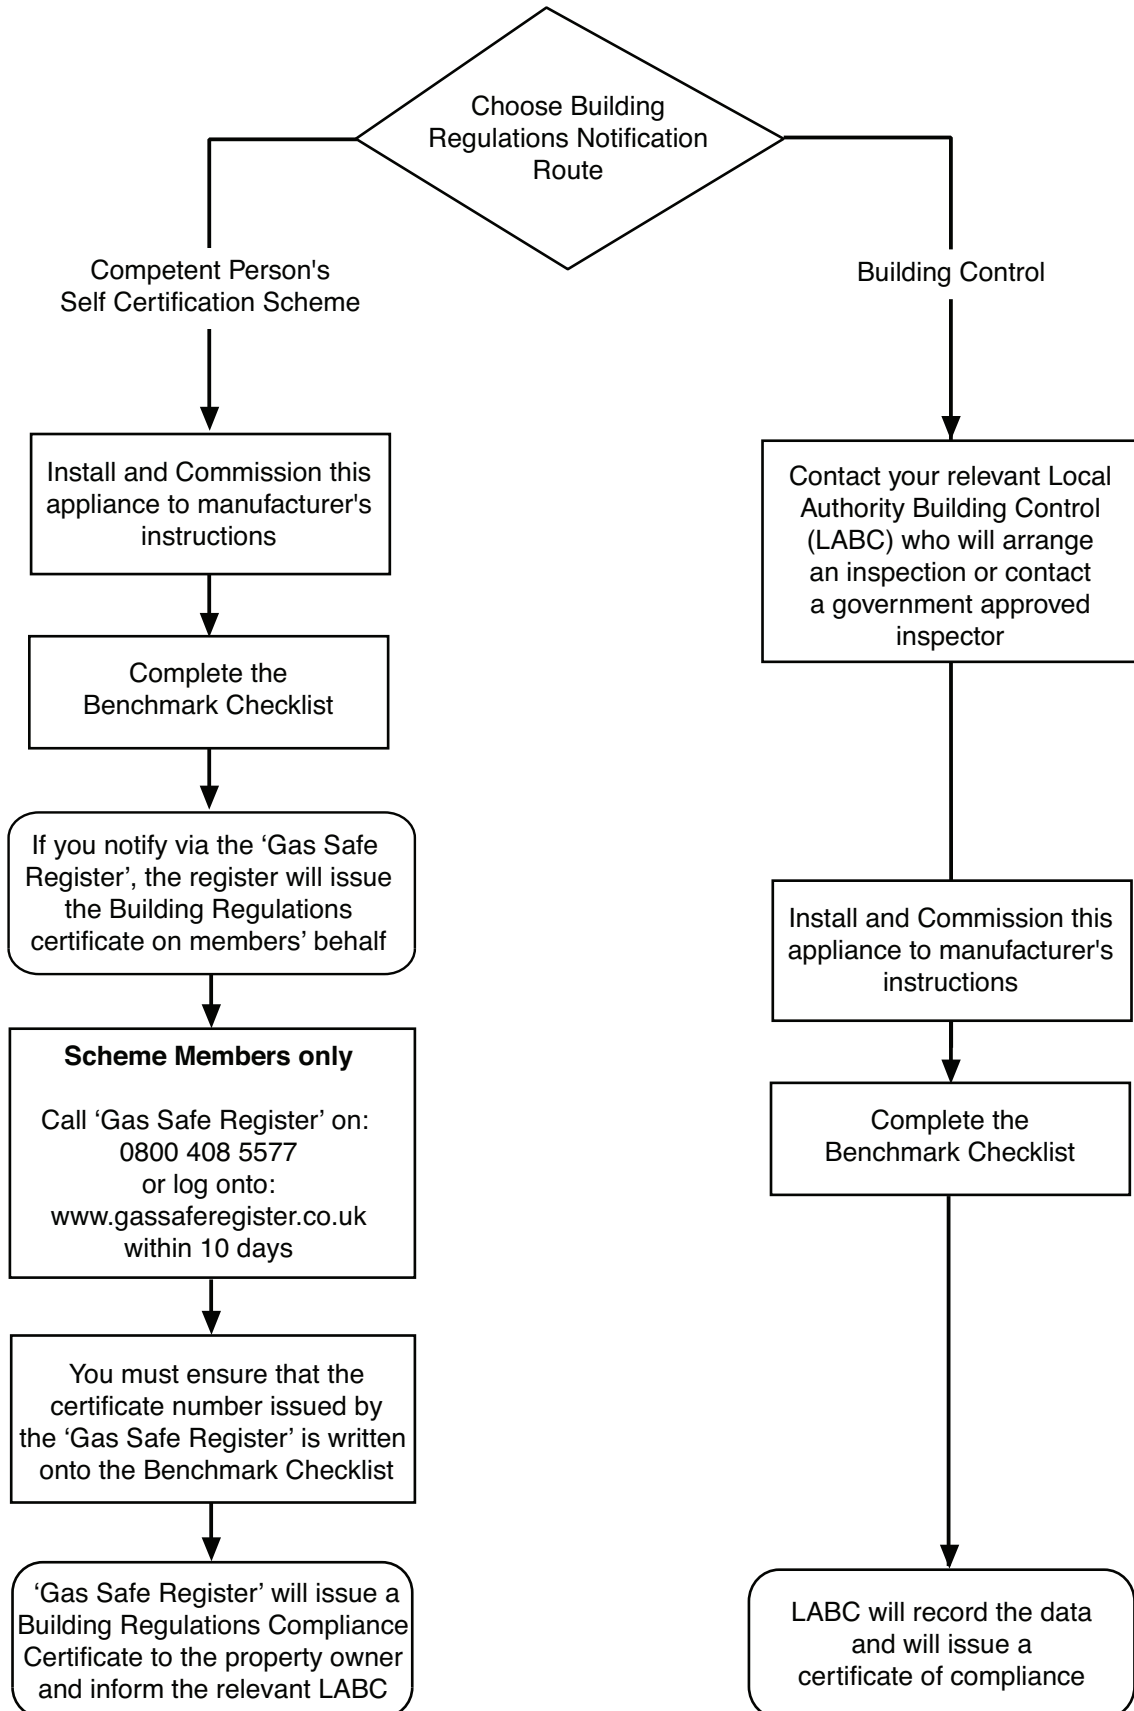 Choose Building
Regulations Notification
Route
Competent Person's
Self Certification Scheme
Building Control
Install and Commission this
appliance to manufacturer's
instructions
Contact your relevant Local
Authority Building Control
(LABC) who will arrange
an inspection or contact
a government approved
inspector
Complete the
Benchmark Checklist
If you notify via the ‘Gas Safe
Register’, the register will issue
the Building Regulations
certificate on members’ behalf
Install and Commission this
appliance to manufacturer's
instructions
Scheme Members only
Call ‘Gas Safe Register’ on:
0800 408 5577
or log onto:
www.gassaferegister.co.uk
within 10 days
Complete the
Benchmark Checklist
You must ensure that the
certificate number issued by
the ‘Gas Safe Register’ is written
onto the Benchmark Checklist
‘Gas Safe Register’ will issue a
Building Regulations Compliance
Certificate to the property owner
and inform the relevant LABC
LABC will record the data
and will issue a
certificate of compliance